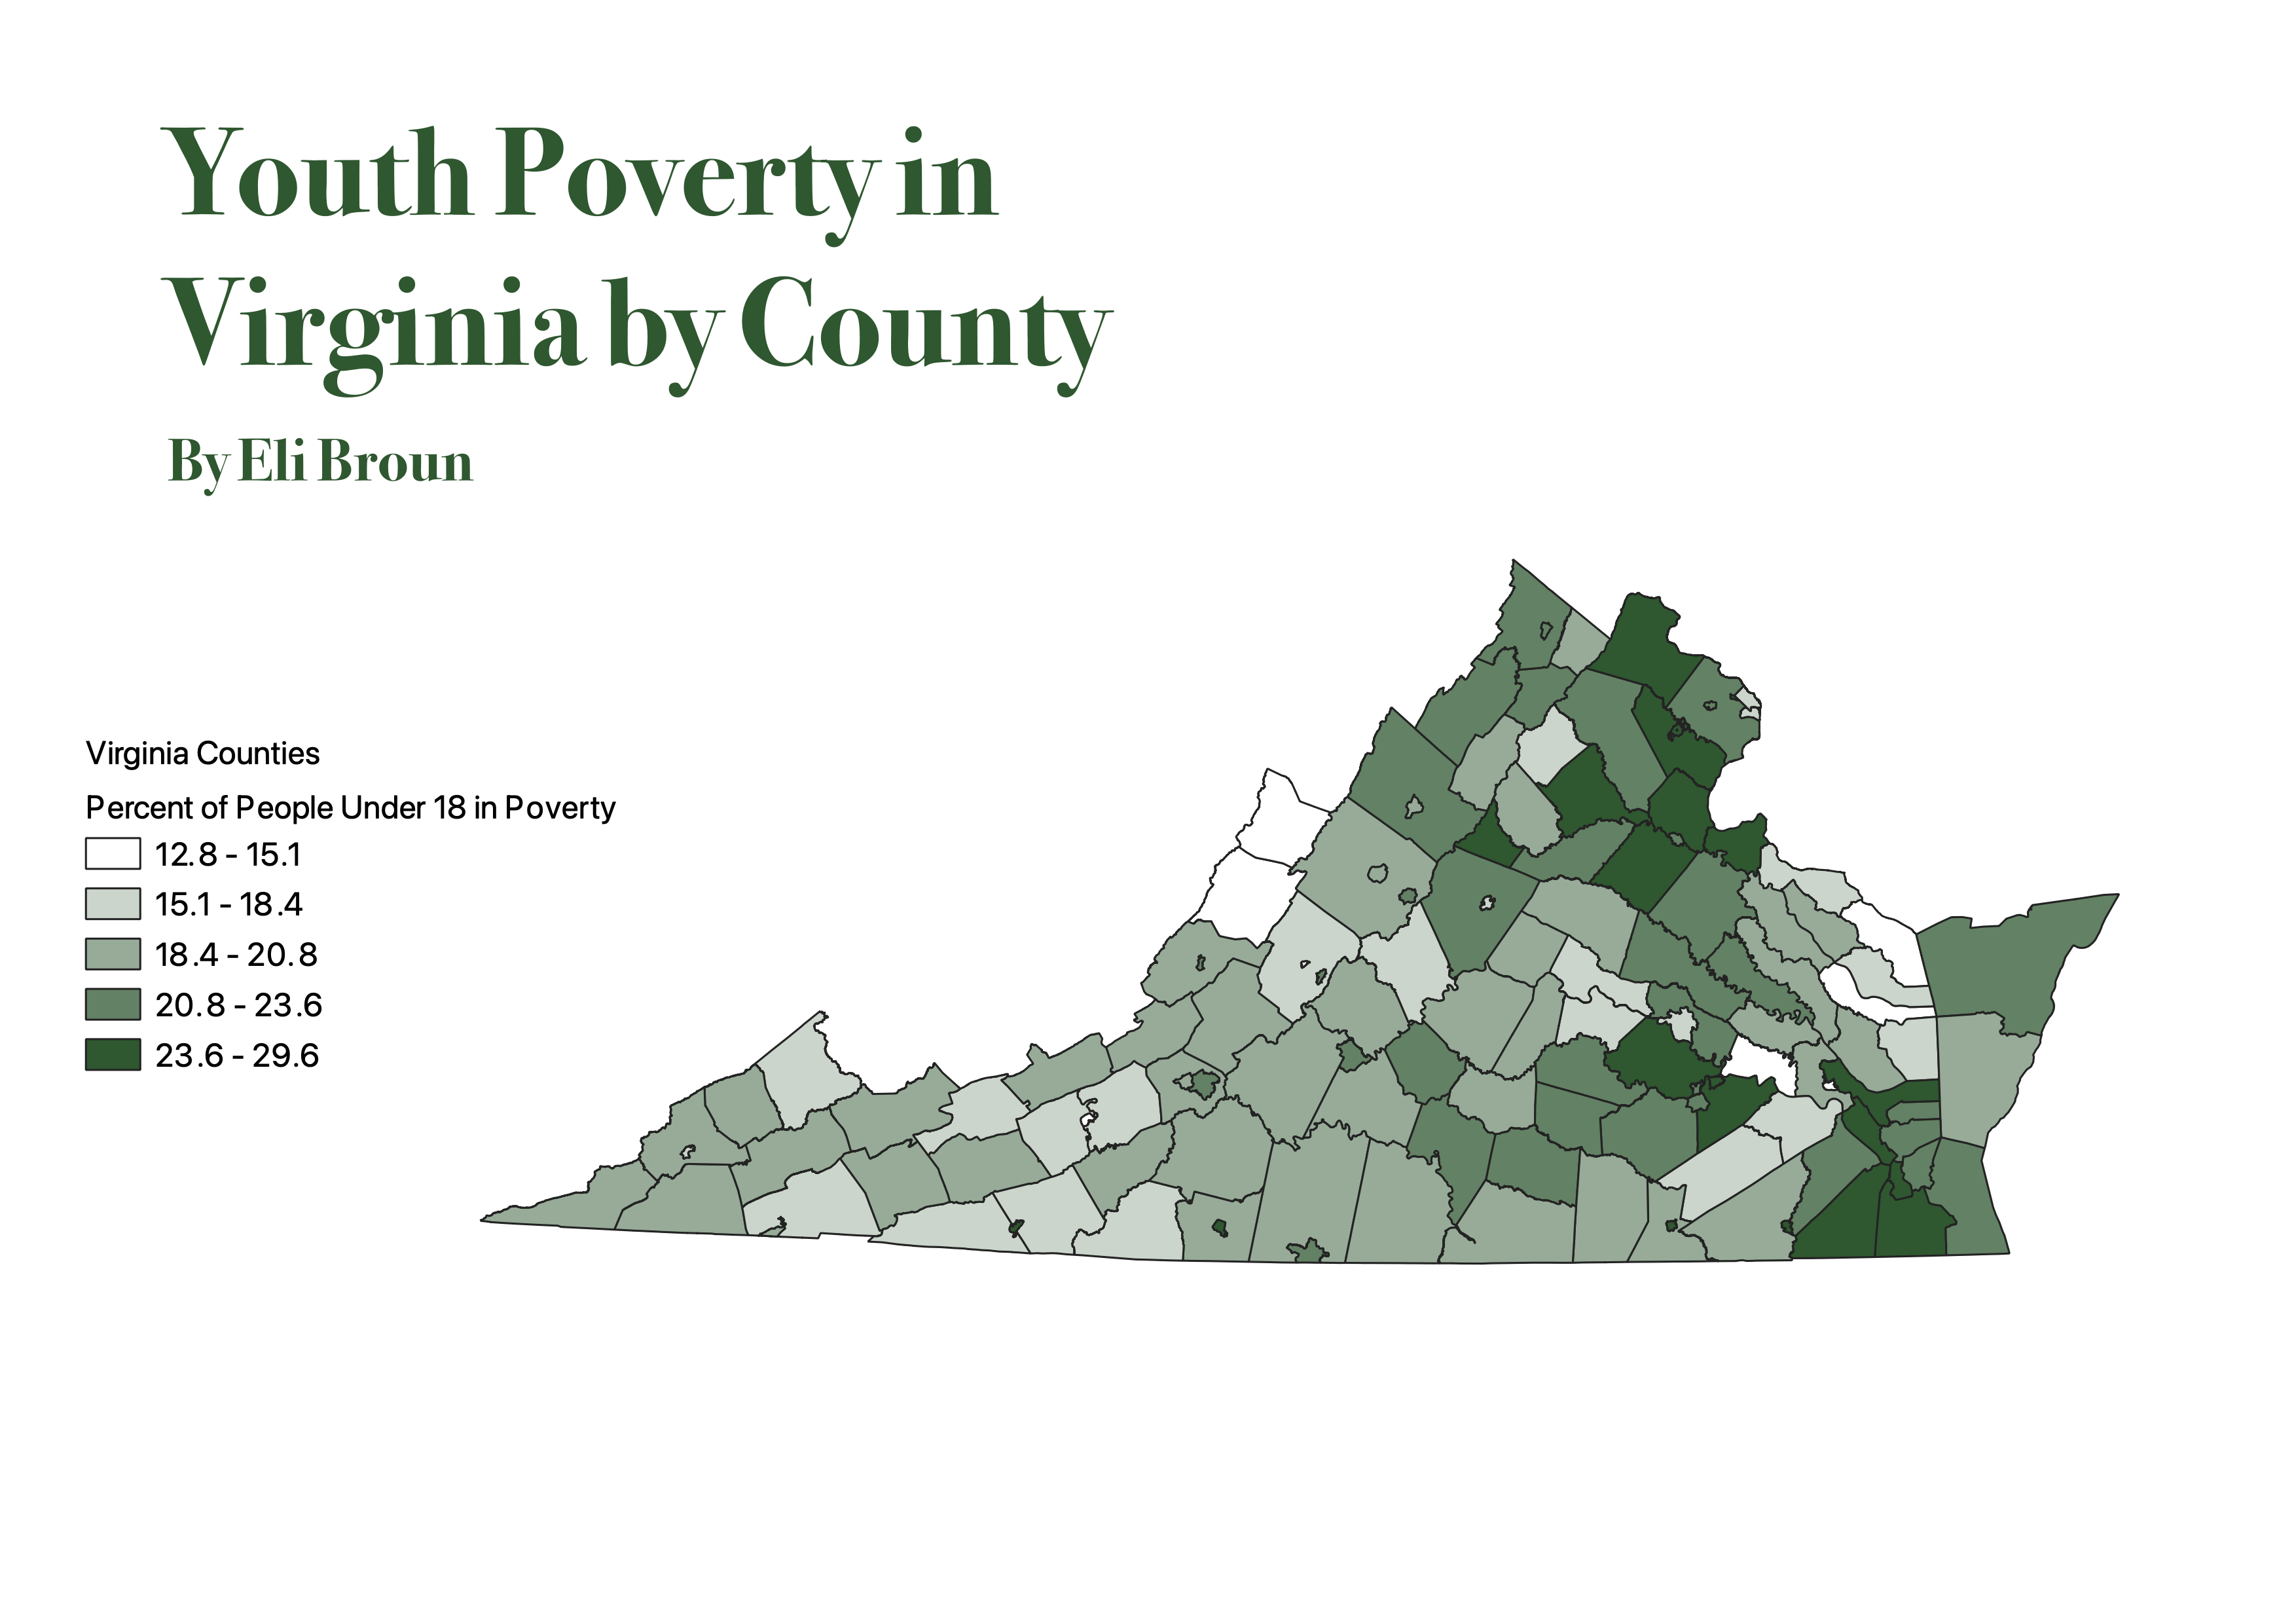 Youth Poverty in
Virginia by County
By Eli Broun
Virginia Counties
Percent of People Under 18 in Poverty
12.8 - 15.1
15.1 - 18.4
18.4 - 20.8
20.8 - 23.6
23.6 - 29.6